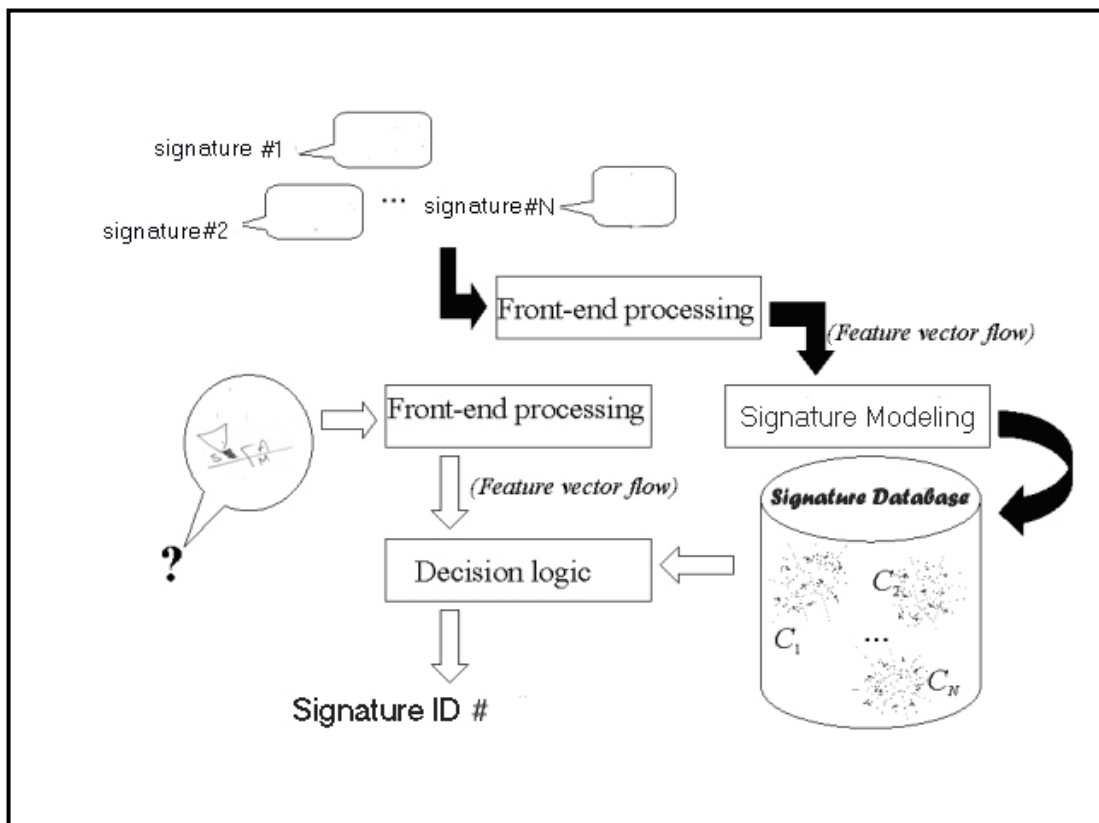 signature #1
... signature#N
signature#2
Front-end processing
(Feature vector flow)
Front-end processing
Signature Modeling
S
F A
M
(Feature vector flow)
Signature Database
?
Decision logic
C2
C1
...
CN
Signature ID #